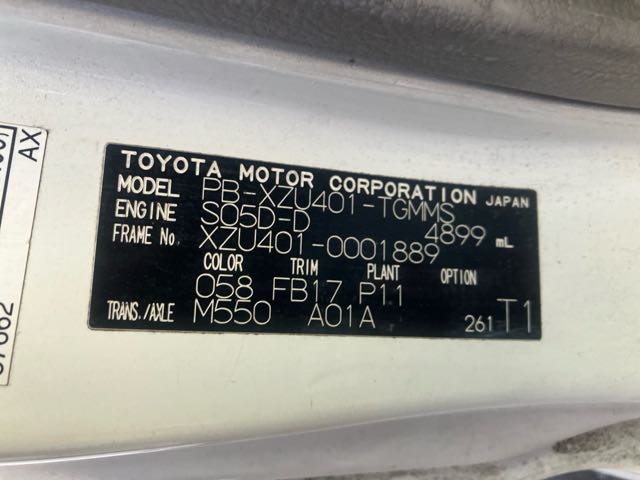 TOYOTA MOTOR CORPORATION JAPAN
MODEL PB-XZU401-TGMMS
ENGINE S05D-D 4899 mL
FRAME No. XZU401-0001889
COLOR TRIM PLANT OPTION
058 FB17 P11
TRANS./AXLE M550 A01A 261 T1
AX